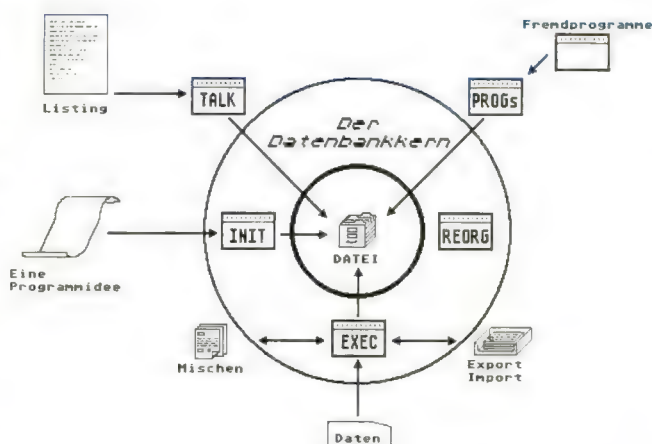 Fremdprogramme
Listing
TALK
PROGs
Der
Datenbankkern
INIT
DATEI
REORG
Eine
Programmidee
Mischen
EXEC
Export
Import
Daten